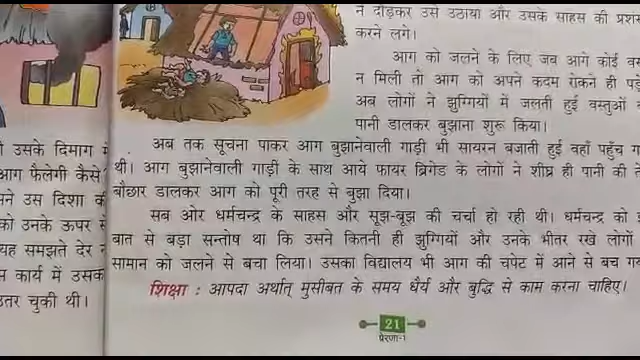 उसके दिमाग में
आग फैलेगी कैसे
उस दिशा की
को उनके ऊपर से
यह समझते देर न
कार्य में उसक
उतर चुकी थी।
न दौड़कर उसे उठाया और उसके साहस की प्रशं
करने लगे।
आग को जलने के लिए जब आगे कोई वस्
न मिली तो आग को अपने कदम रोकने ही पड़
अब लोगों ने झुग्गियों में जलती हुई वस्तुओं
पानी डालकर बुझाना शुरू किया।
अब तक सूचना पाकर आग बुझानेवाली गाड़ी भी सायरन बजाती हुई वहाँ पहुँच ग
थी। आग बुझानेवाली गाड़ी के साथ आये फायर ब्रिगेड के लोगों ने शीघ्र ही पानी की ते
बौछार डालकर आग को पूरी तरह से बुझा दिया।
सब ओर धर्मचन्द्र के साहस और सूझ-बूझ की चर्चा हो रही थी। धर्मचन्द्र को इ
बात से बड़ा सन्तोष था कि उसने कितनी ही झुग्गियों और उनके भीतर रखे लोगों
सामान को जलने से बचा लिया। उसका विद्यालय भी आग की चपेट में आने से बच गय
शिक्षा : आपदा अर्थात् मुसीबत के समय धैर्य और बुद्धि से काम करना चाहिए।
21
प्रेरणा-1